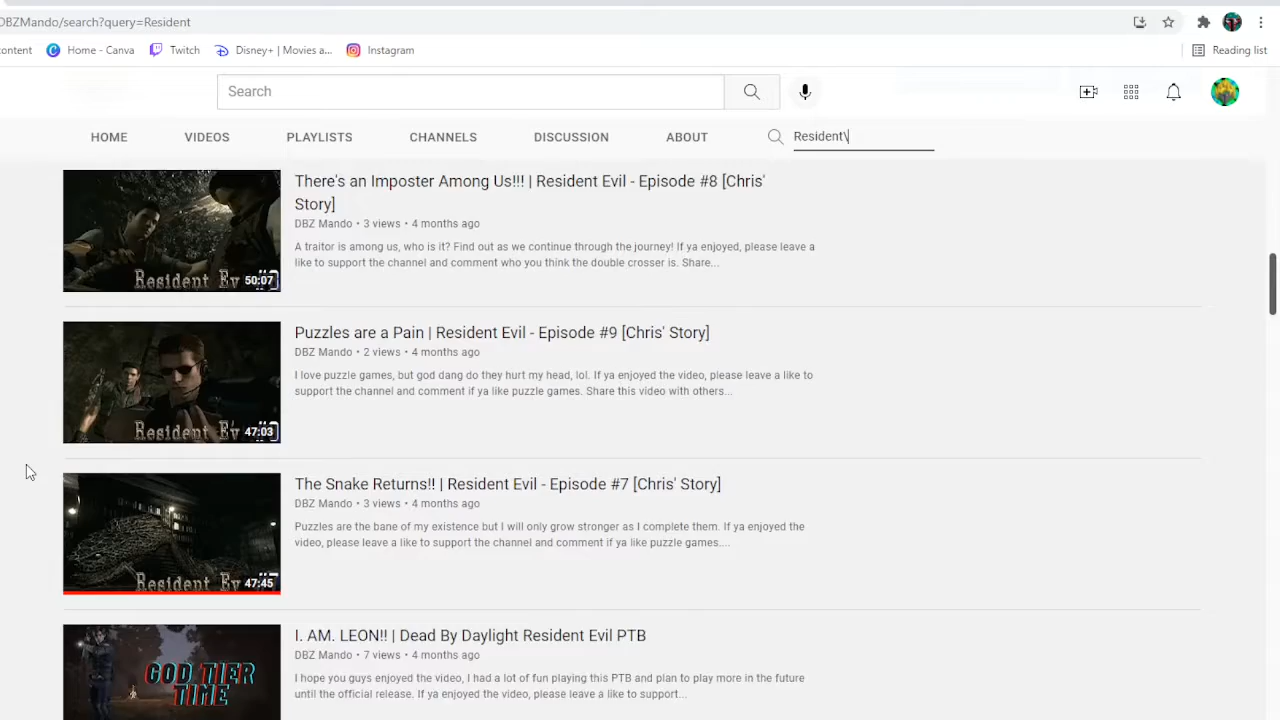 DBZMando/search?query=Resident
ontent Home - Canva Twitch Disney+ | Movies a... Instagram Reading list
Search
HOME VIDEOS PLAYLISTS CHANNELS DISCUSSION ABOUT Resident\
There's an Imposter Among Us!!! | Resident Evil - Episode #8 [Chris'
Story]
DBZ Mando • 3 views • 4 months ago
A traitor is among us, who is it? Find out as we continue through the journey! If ya enjoyed, please leave a
like to support the channel and comment who you think the double crosser is. Share...
Resident Ev
50:07
Puzzles are a Pain | Resident Evil - Episode #9 [Chris' Story]
DBZ Mando • 2 views • 4 months ago
I love puzzle games, but god dang do they hurt my head, lol. If ya enjoyed the video, please leave a like to
support the channel and comment if ya like puzzle games. Share this video with others...
Resident Ev
47:03
The Snake Returns!! | Resident Evil - Episode #7 [Chris' Story]
DBZ Mando • 3 views • 4 months ago
Puzzles are the bane of my existence but I will only grow stronger as I complete them. If ya enjoyed the
video, please leave a like to support the channel and comment if ya like puzzle games....
Resident Ev
47:45
I. AM. LEON!! | Dead By Daylight Resident Evil PTB
DBZ Mando • 7 views • 4 months ago
I hope you guys enjoyed the video, I had a lot of fun playing this PTB and plan to play more in the future
until the official release. If ya enjoyed the video, please leave a like to support...
GOD TIER
TIME